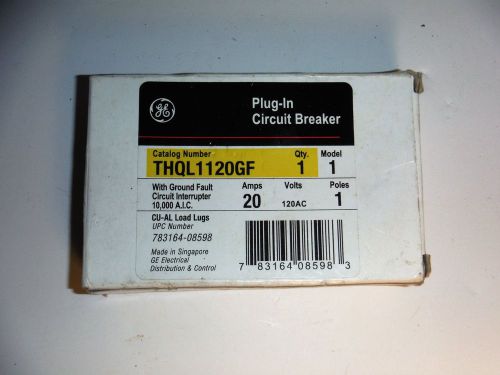 GE
Plug-In
Circuit Breaker
Catalog Number Qty. Model
THQL1120GF 1 1
With Ground Fault Amps Volts Poles
Circuit Interrupter 20 120AC 1
10,000 A.I.C.
CU-AL Load Lugs
UPC Number
783164-08598
Made in Singapore
GE Electrical
Distribution & Control
7 83164 08598 3